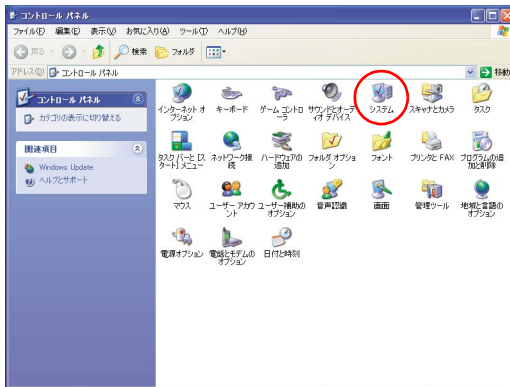 コントロール パネル
ファイル(F) 編集(E) 表示(V) お気に入り(A) ツール(T) ヘルプ(H)
戻る 検索 フォルダ
アドレス(D) コントロール パネル 移動
コントロール パネル
カテゴリの表示に切り替える
関連項目
Windows Update
ヘルプとサポート
インターネット オ
プション
キーボード
ゲーム コントロ
ーラ
サウンドとオーデ
ィオ デバイス
システム
スキャナとカメラ
タスク
タスク バーと [ス
タート] メニュー
ネットワーク接
続
ハードウェアの
追加
フォルダ オプショ
ン
フォント
プリンタと FAX
プログラムの追
加と削除
マウス
ユーザー アカウ
ント
ユーザー補助の
オプション
音声認識
画面
管理ツール
地域と言語の
オプション
電源オプション
電話とモデムの
オプション
日付と時刻